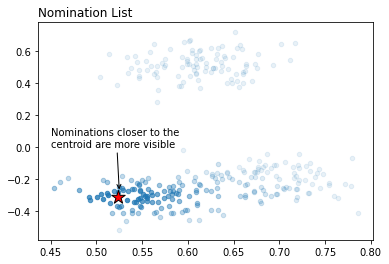 Nomination List
0.6
0.4
0.2
0.0
−0.2
−0.4
Nominations closer to the
centroid are more visible
0.45 0.50 0.55 0.60 0.65 0.70 0.75 0.80